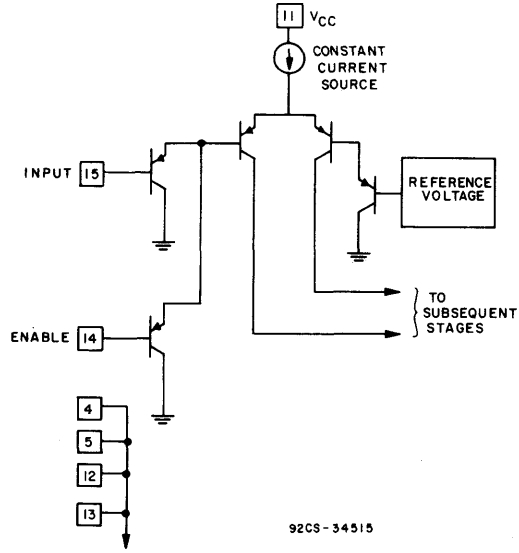 11 VCC
CONSTANT
CURRENT
SOURCE
INPUT 15
REFERENCE
VOLTAGE
TO
SUBSEQUENT
STAGES
ENABLE 14
4
5
12
13
92CS-34515